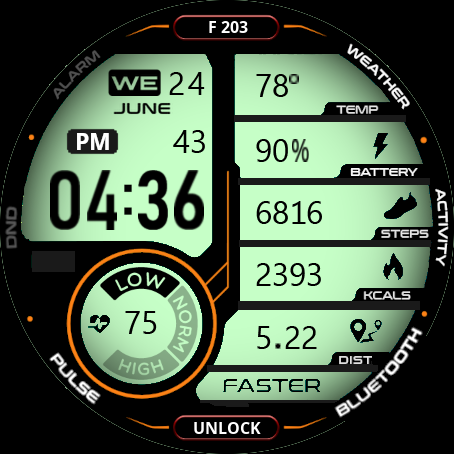 F 203
ALARM
WEATHER
WE 24
JUNE
PM 43
04:36
78°
TEMP
90%
BATTERY
6816
STEPS
2393
KCALS
5.22
DIST
FASTER
DND
ACTIVITY
LOW
NORM
HIGH
75
PULSE
BLUETOOTH
UNLOCK